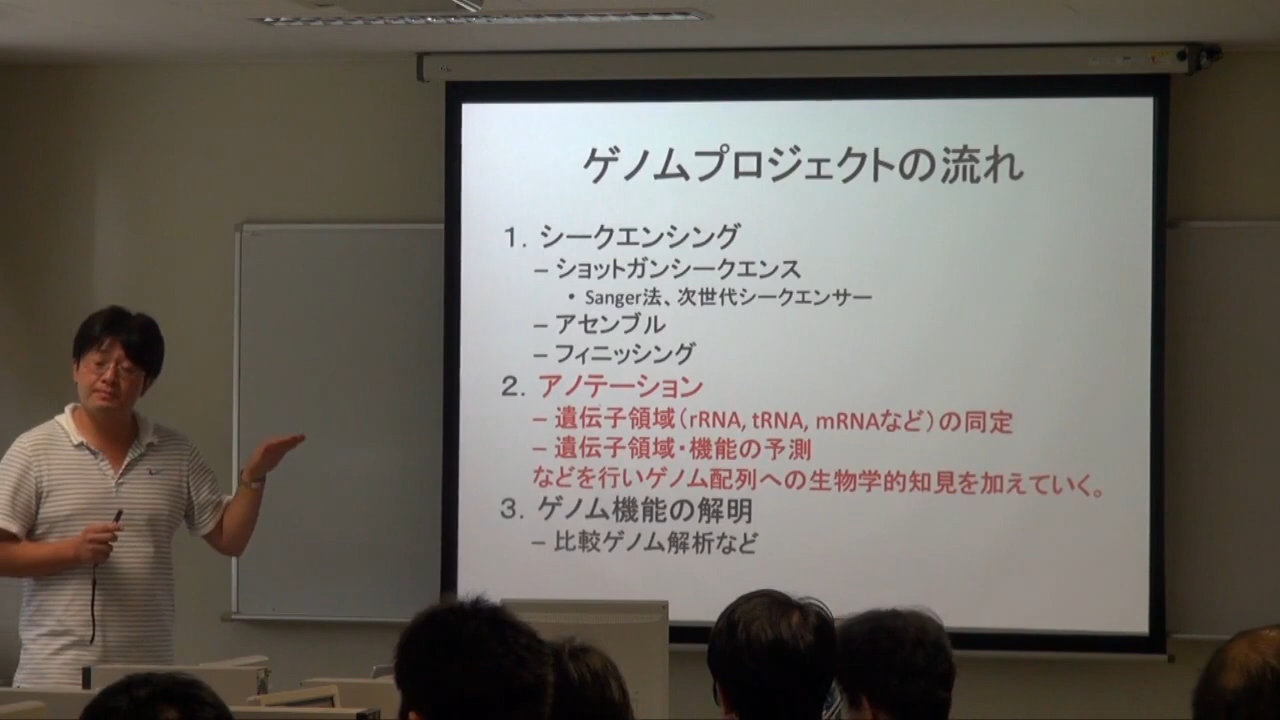 ゲノムプロジェクトの流れ
1. シークエンシング
– ショットガンシークエンス
• Sanger法、次世代シークエンサー
– アセンブル
– フィニッシング
2. アノテーション
– 遺伝子領域（rRNA, tRNA, mRNAなど）の同定
– 遺伝子領域・機能の予測
などを行いゲノム配列への生物学的知見を加えていく。
3. ゲノム機能の解明
– 比較ゲノム解析など